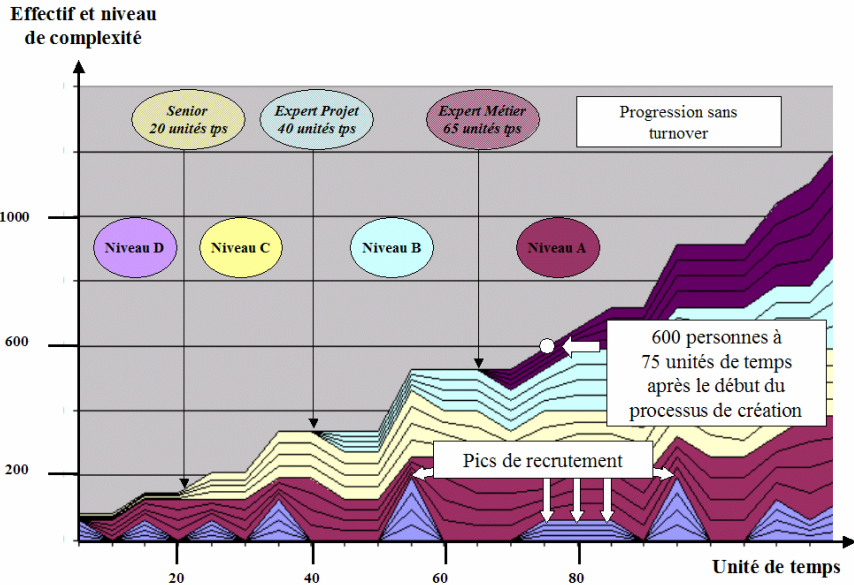 Effectif et niveau
de complexité
Senior
20 unités tps
Expert Projet
40 unités tps
Expert Métier
65 unités tps
Progression sans
turnover
1000
Niveau D
Niveau C
Niveau B
Niveau A
600
600 personnes à
75 unités de temps
après le début du
processus de création
200
Pics de recrutement
20
40
60
80
Unité de temps